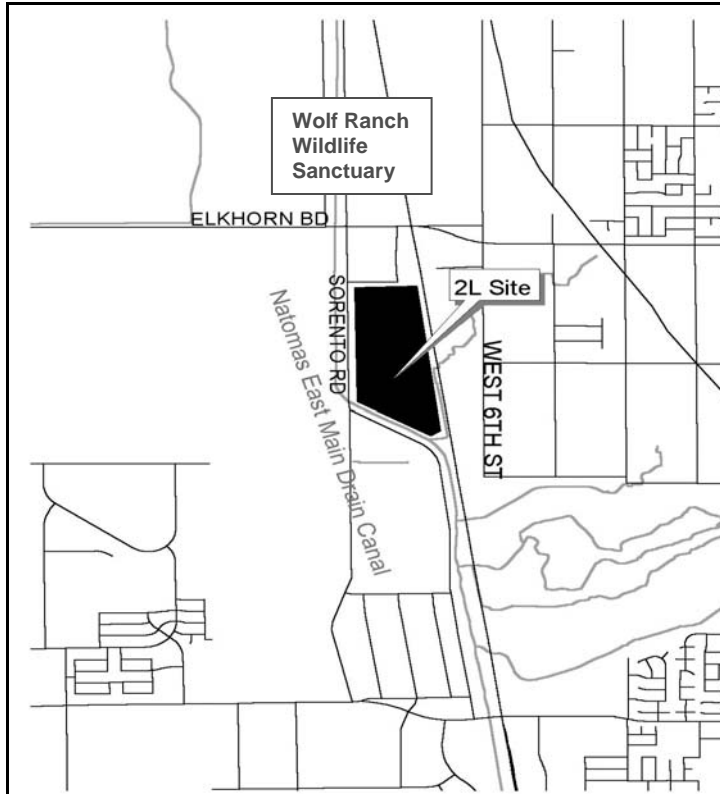 Wolf Ranch
Wildlife
Sanctuary
ELKHORN BD
SORENTO RD
2L Site
Natomas East Main Drain Canal
WEST 6TH ST